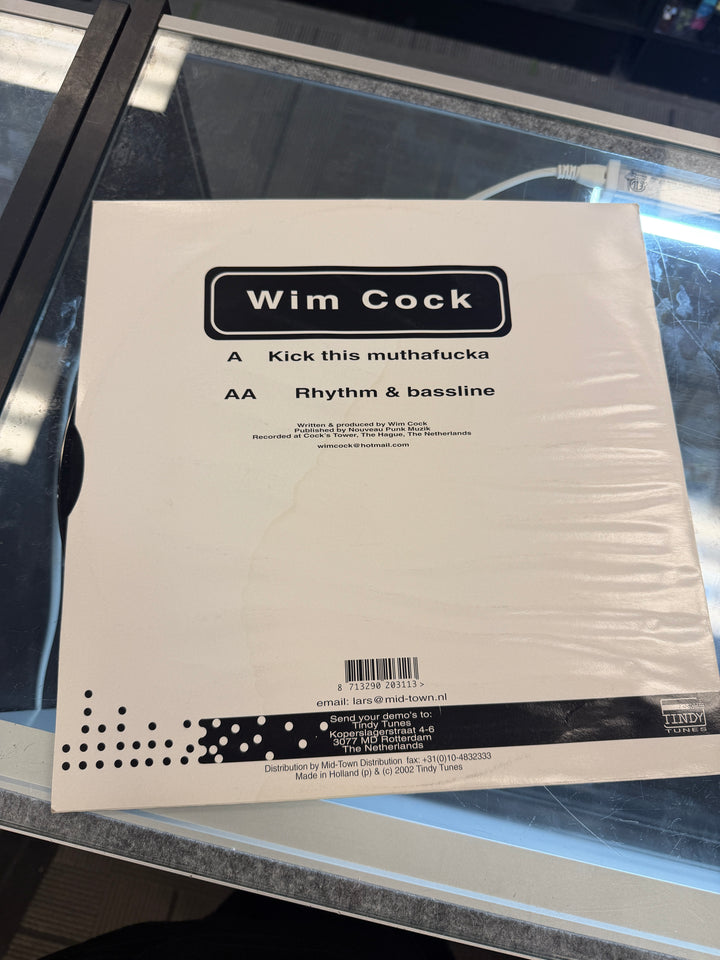 Wim Cock
A Kick this muthafucka
AA Rhythm & bassline
Written & produced by Wim Cock
Published by Nouveau Punk Muzik
Recorded at Cock's Tower, The Hague, The Netherlands
wimcock@hotmail.com
8 713290 203113 >
email: lars@mid-town.nl
Send your demo's to:
Tindy Tunes
Koperslagerstraat 4-6
3077 MD Rotterdam
The Netherlands
TINDY
TUNES
Distribution by Mid-Town Distribution fax: +31(0)10-4832333
Made in Holland (p) & (c) 2002 Tindy Tunes